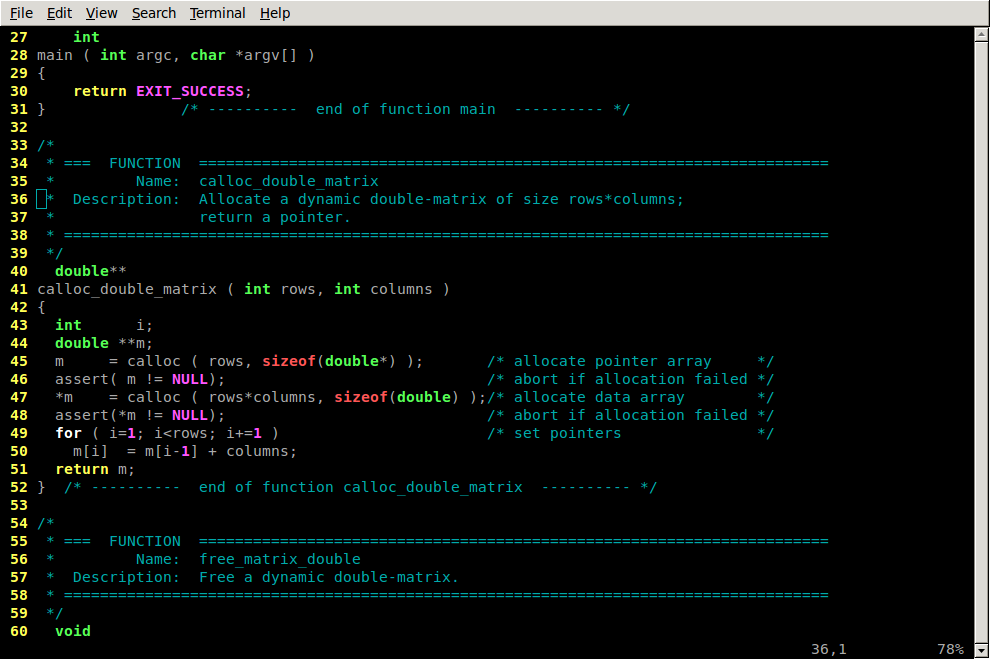 File Edit View Search Terminal Help
27     int
28 main ( int argc, char *argv[] )
29 {
30     return EXIT_SUCCESS;
31 }               /* ----------  end of function main  ---------- */
32
33 /*
34  * ===  FUNCTION  ======================================================================
35  *         Name:  calloc_double_matrix
36  *  Description:  Allocate a dynamic double-matrix of size rows*columns;
37  *                return a pointer.
38  * =====================================================================================
39  */
40   double**
41 calloc_double_matrix ( int rows, int columns )
42 {
43   int      i;
44   double **m;
45   m     = calloc ( rows, sizeof(double*) );       /* allocate pointer array     */
46   assert( m != NULL);                             /* abort if allocation failed */
47   *m    = calloc ( rows*columns, sizeof(double) );/* allocate data array        */
48   assert(*m != NULL);                             /* abort if allocation failed */
49   for ( i=1; i<rows; i+=1 )                       /* set pointers               */
50     m[i]  = m[i-1] + columns;
51   return m;
52 }  /* ----------  end of function calloc_double_matrix  ---------- */
53
54 /*
55  * ===  FUNCTION  ======================================================================
56  *         Name:  free_matrix_double
57  *  Description:  Free a dynamic double-matrix.
58  * =====================================================================================
59  */
60   void
36,1          78%